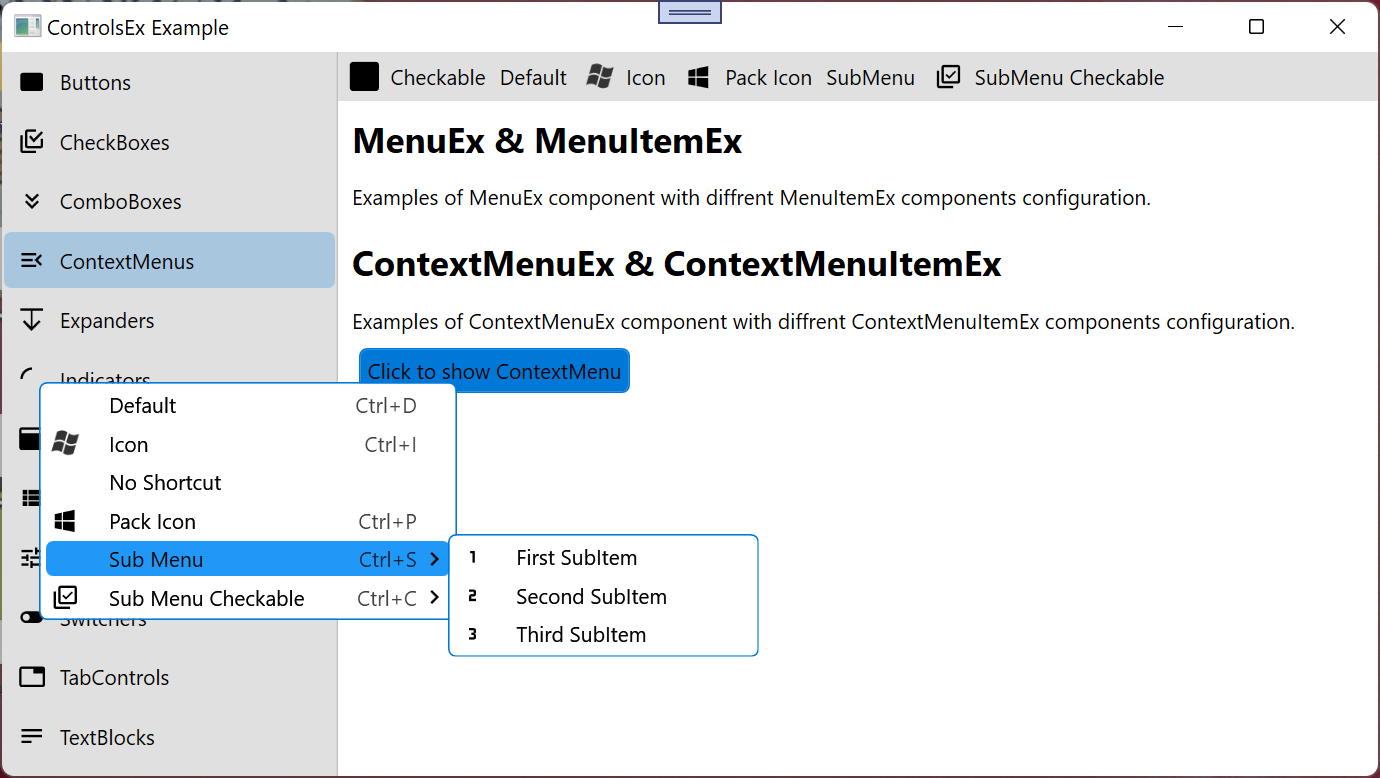 ControlsEx Example
Buttons
CheckBoxes
ComboBoxes
ContextMenus
Expanders
Indicators
Switchers
TabControls
TextBlocks
Checkable Default Icon Pack Icon SubMenu SubMenu Checkable
MenuEx & MenuItemEx
Examples of MenuEx component with diffrent MenuItemEx components configuration.
ContextMenuEx & ContextMenuItemEx
Examples of ContextMenuEx component with diffrent ContextMenuItemEx components configuration.
Click to show ContextMenu
Default Ctrl+D
Icon Ctrl+I
No Shortcut
Pack Icon Ctrl+P
Sub Menu Ctrl+S
Sub Menu Checkable Ctrl+C
1 First SubItem
2 Second SubItem
3 Third SubItem